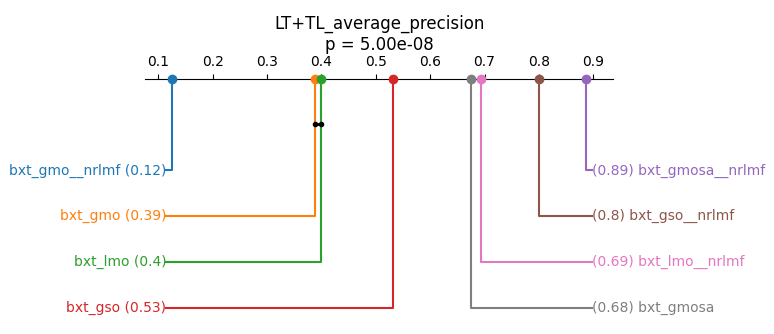 LT+TL_average_precision
p = 5.00e-08
0.1 0.2 0.3 0.4 0.5 0.6 0.7 0.8 0.9
bxt_gmo__nrlmf (0.12)
(0.89) bxt_gmosa__nrlmf
bxt_gmo (0.39)
(0.8) bxt_gso__nrlmf
bxt_lmo (0.4)
(0.69) bxt_lmo__nrlmf
bxt_gso (0.53)
(0.68) bxt_gmosa